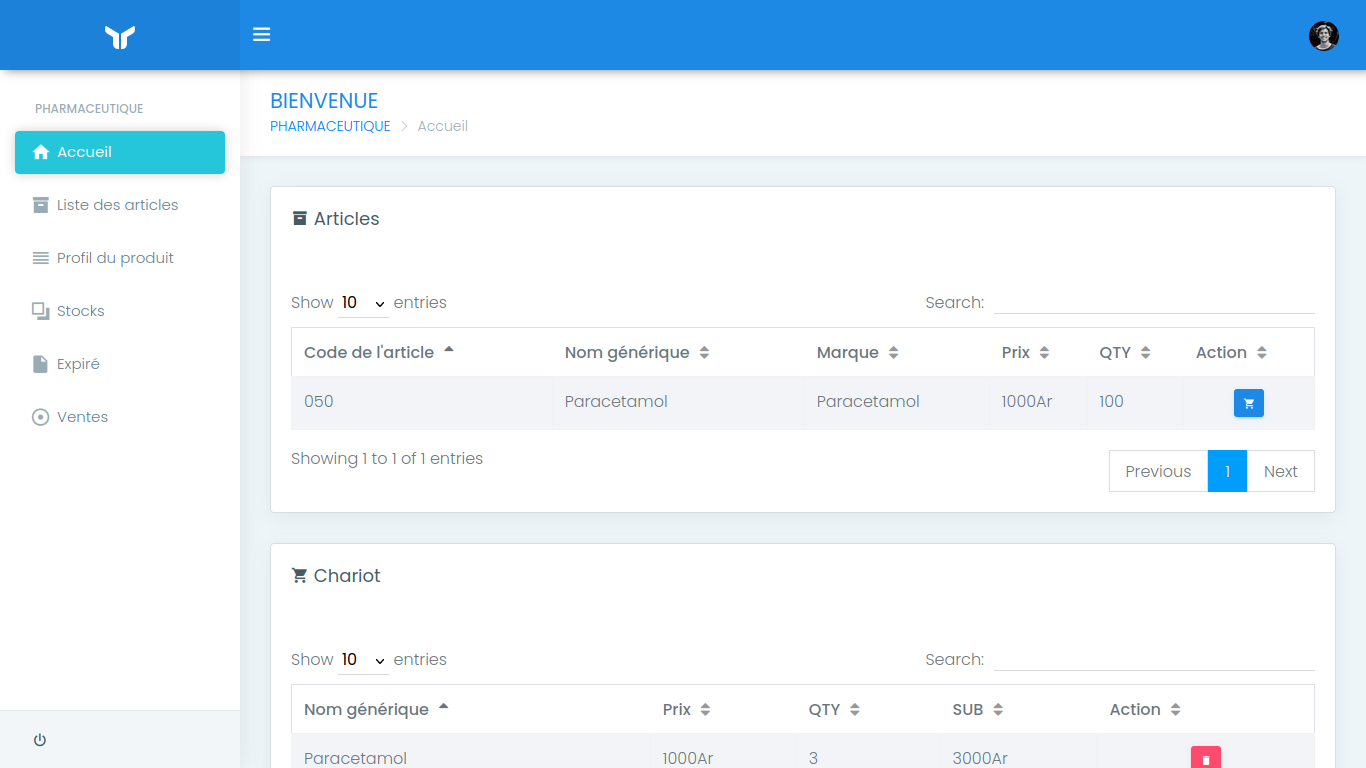 PHARMACEUTIQUE
Accueil
Liste des articles
Profil du produit
Stocks
Expiré
Ventes
BIENVENUE
PHARMACEUTIQUE > Accueil
Articles
Show 10 entries Search:
Code de l'article Nom générique Marque Prix QTY Action
050 Paracetamol Paracetamol 1000Ar 100
Showing 1 to 1 of 1 entries
Previous 1 Next
Chariot
Show 10 entries Search:
Nom générique Prix QTY SUB Action
Paracetamol 1000Ar 3 3000Ar